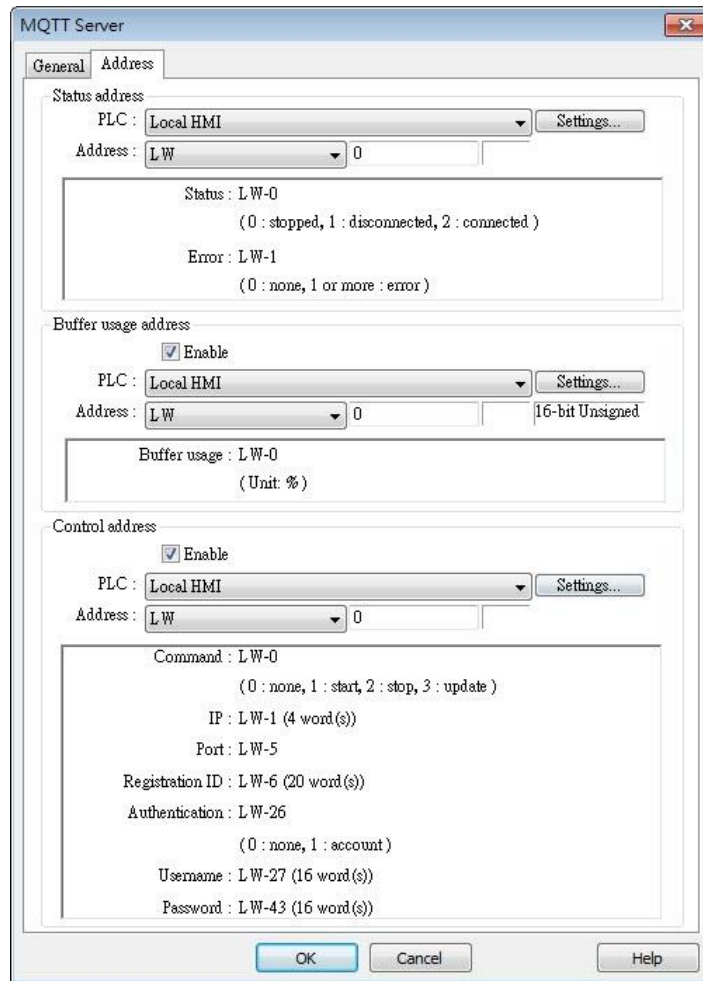 MQTT Server
General Address
Status address
PLC : Local HMI Settings...
Address : LW 0
Status : LW-0
( 0 : stopped, 1 : disconnected, 2 : connected )
Error : LW-1
( 0 : none, 1 or more : error )
Buffer usage address
Enable
PLC : Local HMI Settings...
Address : LW 0 16-bit Unsigned
Buffer usage : LW-0
( Unit: % )
Control address
Enable
PLC : Local HMI Settings...
Address : LW 0
Command : LW-0
( 0 : none, 1 : start, 2 : stop, 3 : update )
IP : LW-1 (4 word(s))
Port : LW-5
Registration ID : LW-6 (20 word(s))
Authentication : LW-26
( 0 : none, 1 : account )
Username : LW-27 (16 word(s))
Password : LW-43 (16 word(s))
OK Cancel Help